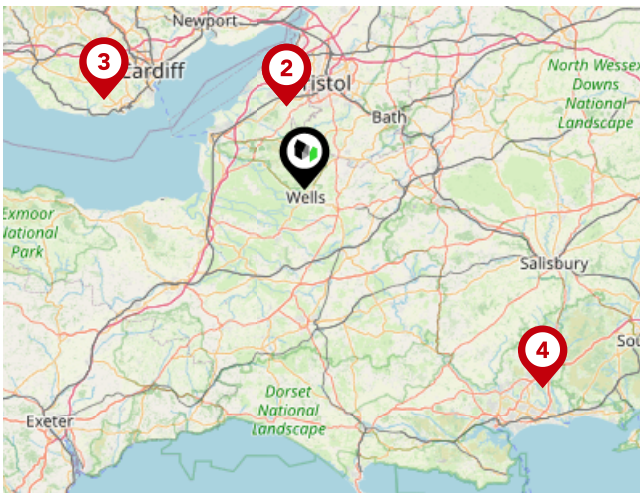 Newport
3
Cardiff
2
Bristol
North Wessex
Downs
National
Landscape
Bath
Wells
Exmoor
National
Park
Salisbury
4
Sou
Dorset
National
Landscape
Exeter